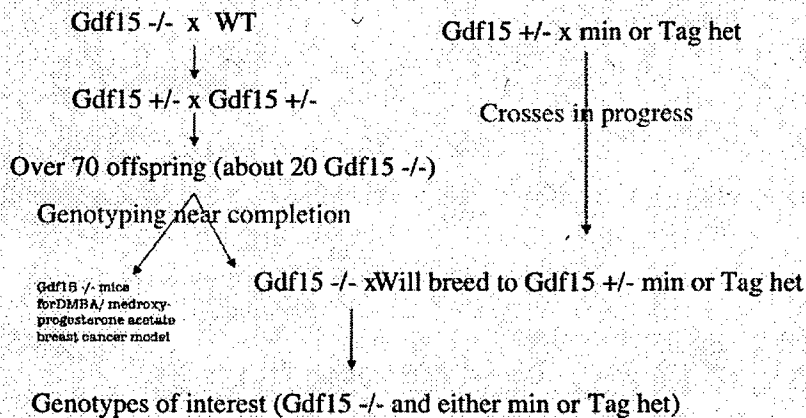 Gdf15 -/- x WT
Gdf15 +/- x min or Tag het
Gdf15 +/- x Gdf15 +/-
Crosses in progress
Over 70 offspring (about 20 Gdf15 -/-)
Genotyping near completion
Gdf15 -/- mice
forDMBA/ medroxy-
progesterone acetate
breast cancer model
Gdf15 -/- xWill breed to Gdf15 +/- min or Tag het
Genotypes of interest (Gdf15 -/- and either min or Tag het)